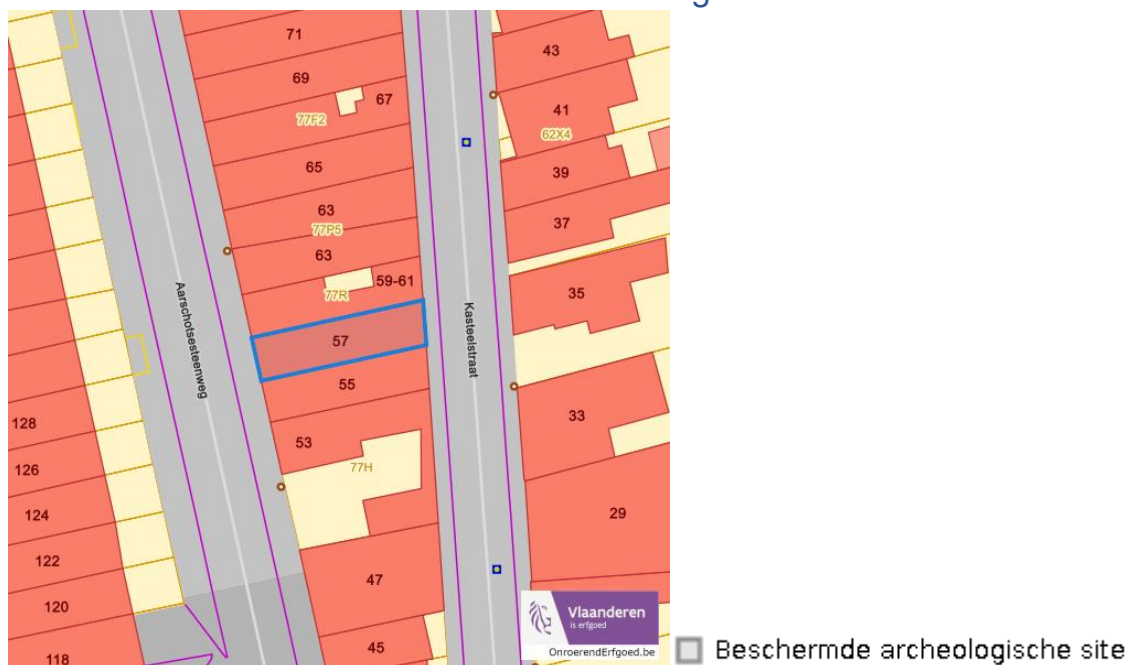 71
43
69
67
41
77F2
62X4
65
39
63
37
77P5
63
59-61
35
77R
Aarschotsesteenweg
Kasteelstraat
57
55
128
33
53
126
77H
124
29
122
47
120
Vlaanderen
is erfgoed
45
OnroerendErfgoed.be
118
Beschermde archeologische site